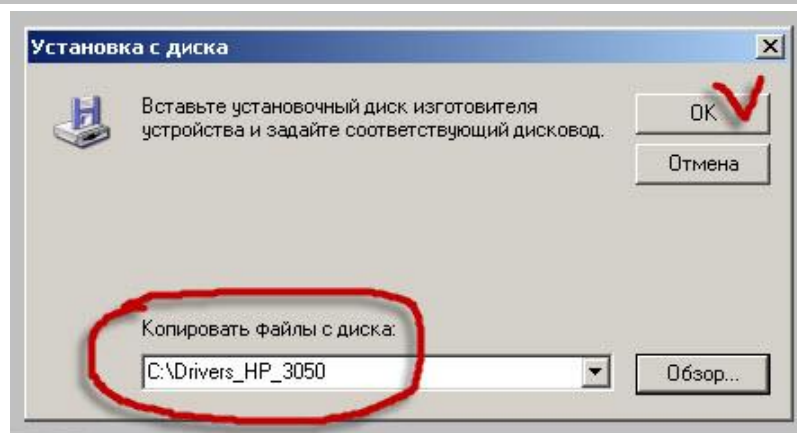 Установка с диска
Вставьте установочный диск изготовителя
устройства и задайте соответствующий дисковод.
OK
Отмена
Копировать файлы с диска:
C:\Drivers_HP_3050
Обзор...